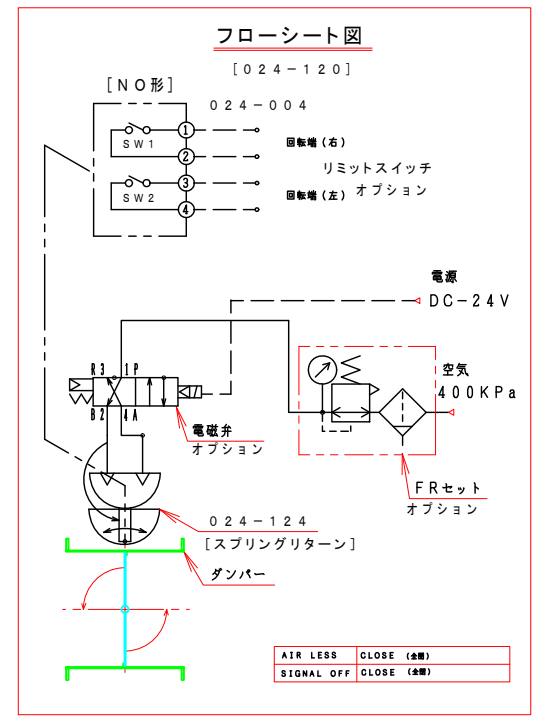 フローシート図
[024-120]
[NO形]
024-004
1
SW1
回転端(右)
2
リミットスイッチ
オプション
3
SW2
回転端(左)
4
電源
DC-24V
R3 1P
空気
400KPa
B2 4A
電磁弁
オプション
FRセット
オプション
024-124
[スプリングリターン]
ダンパー
AIR LESS CLOSE (全閉)
SIGNAL OFF CLOSE (全閉)